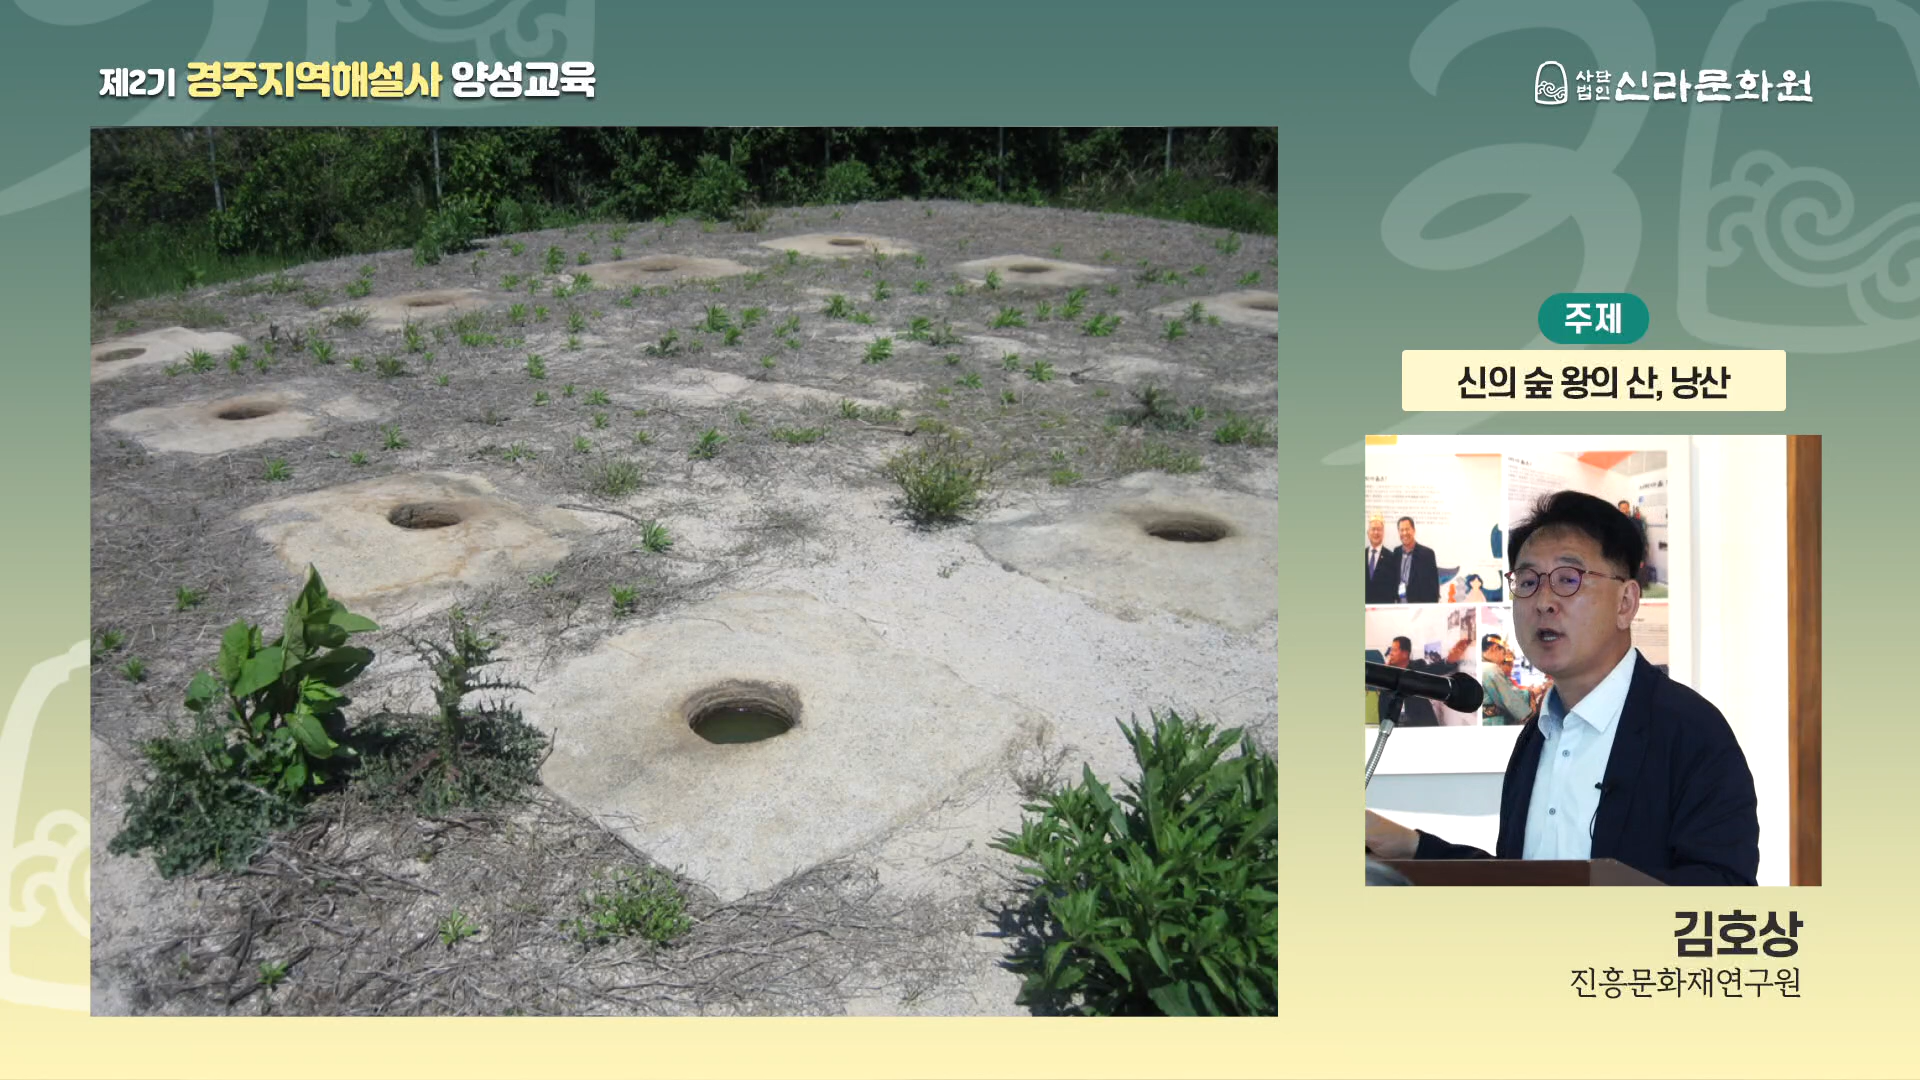 제2기 경주지역해설사 양성교육
사단법인 신라문화원
주제
신의 숲 왕의 산, 낭산
김호상
진흥문화재연구원